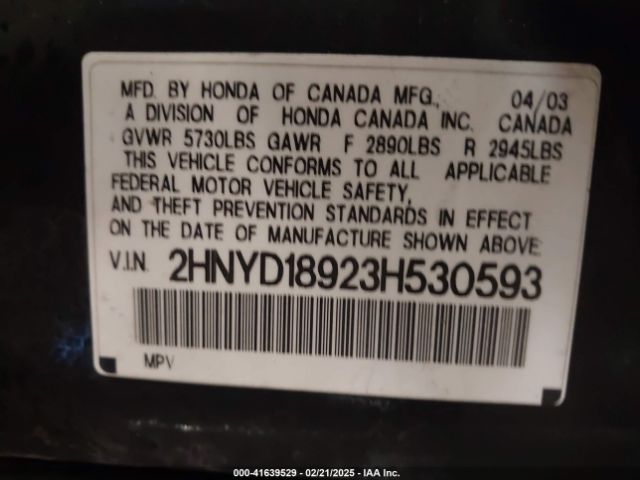 MFD. BY HONDA OF CANADA MFG., 04/03
A DIVISION OF HONDA CANADA INC. CANADA
GVWR 5730LBS GAWR F 2890LBS R 2945LBS
THIS VEHICLE CONFORMS TO ALL APPLICABLE
FEDERAL MOTOR VEHICLE SAFETY,
AND THEFT PREVENTION STANDARDS IN EFFECT
ON THE DATE OF MANUFACTURE SHOWN ABOVE
V.I.N. 2HNYD18923H530593
MPV
000-41639529 - 02/21/2025 - IAA Inc.